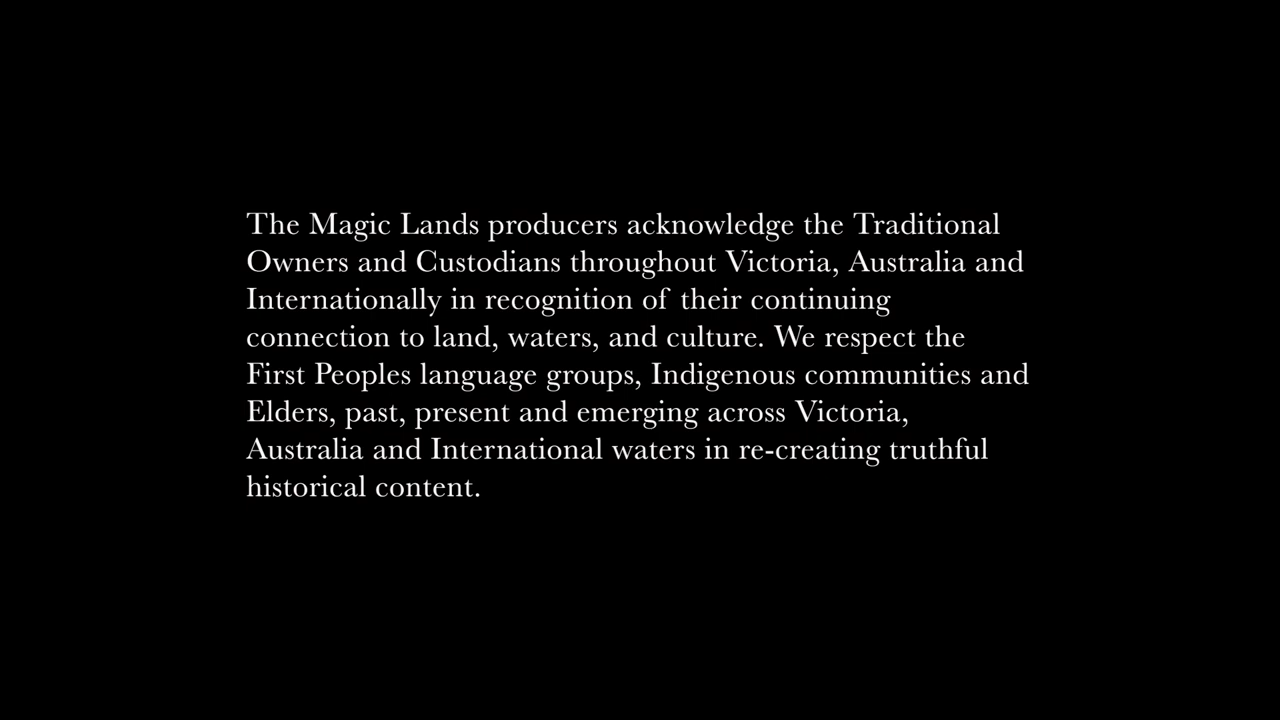 The Magic Lands producers acknowledge the Traditional
Owners and Custodians throughout Victoria, Australia and
Internationally in recognition of their continuing
connection to land, waters, and culture. We respect the
First Peoples language groups, Indigenous communities and
Elders, past, present and emerging across Victoria,
Australia and International waters in re-creating truthful
historical content.